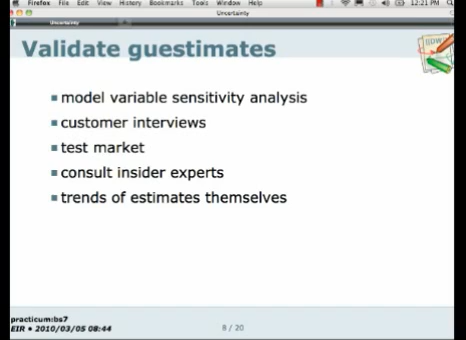 Firefox File Edit View History Bookmarks Tools Window Help 12:21 PM
Uncertainty
Uncertainty
Validate guestimates
model variable sensitivity analysis
customer interviews
test market
consult insider experts
trends of estimates themselves
practicum:bs7
EIR • 2010/03/05 08:44
8 / 20